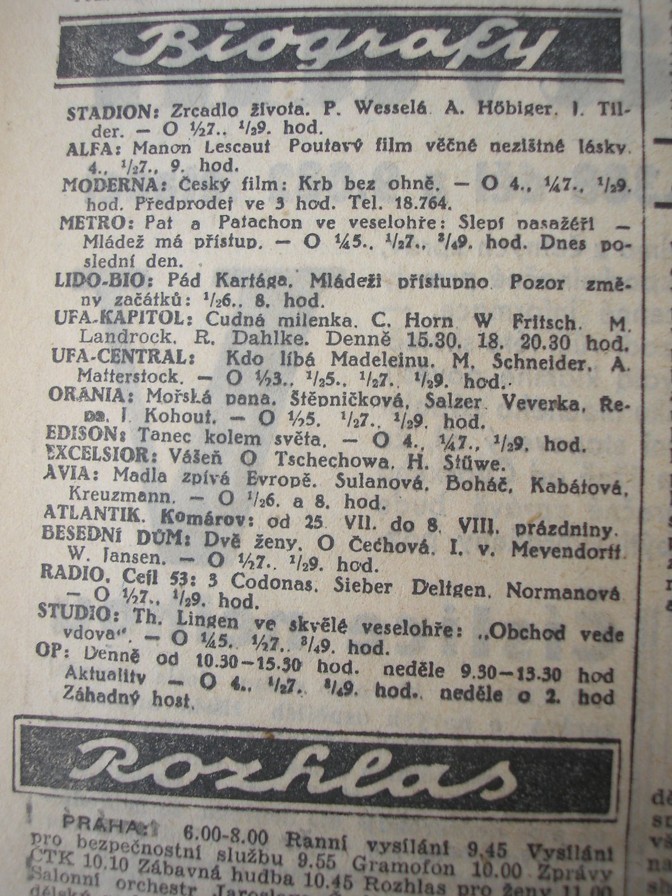 Biografy
STADION: Zrcadlo života. P. Wesselá A. Höbiger, J. Til-
der. — O ½7., ½9. hod.
ALFA: Manon Lescaut Poutavý film věčné nezištné lásky.
4., ½7., 9. hod.
MODERNA: Český film: Krb bez ohně. — O 4., ¼7., ½9.
hod. Předprodej ve 3 hod. Tel. 18.764.
METRO: Pat a Patachon ve veselohře: Slepí pasažéři —
Mládež má přístup. — O ¼5., ½7., ¾9. hod. Dnes po-
slední den.
LIDO-BIO: Pád Kartága. Mládeži přístupno Pozor změ-
ny začátků: ½6., 8. hod.
UFA-KAPITOL: Cudná milenka. C. Horn W Fritsch. M.
Landrock, R. Dahlke. Denně 15.30, 18. 20.30 hod.
UFA-CENTRAL: Kdo líbá Madeleinu. M. Schneider, A.
Matterstock. — O ½3., ½5., ½7., ½9. hod.
ORANIA: Mořská pana. Štěpničková, Salzer Veverka, Re-
pa, J. Kohout. — O ½5. ½7., ½9. hod.
EDISON: Tanec kolem světa. — O 4., ¼7., ½9. hod.
EXCELSIOR: Vášeň O Tschechowa, H. Stüwe.
AVIA: Madla zpívá Evropě. Sulanová, Boháč, Kabátová,
Kreuzmann. — O ½6. a 8. hod.
ATLANTIK. Komárov: od 25 VII. do 8. VIII. prázdniny.
BESEDNÍ DŮM: Dvě ženy. O Čechová, I. v. Meyendorff
W. Jansen. — O ½7., ½9. hod.
RADIO, Cejl 53: 3 Codonas. Sieber Deltgen, Normanová
— O ½7., ½9. hod.
STUDIO: Th. Lingen ve skvělé veselohře: „Obchod vede
vdova“. — O ¼5. ½7., ¾9. hod.
OP: Denně od 10.30—15.30 hod. neděle 9.30—13.30 hod
Aktuality — O 4., ½7. ¾9. hod., neděle o 2. hod
Záhadný host.
Rozhlas
PRAHA: 6.00-8.00 Ranní vysílání 9.45 Vysílání
pro bezpečnostní službu 9.55 Gramofon 10.00 Zprávy
ČTK 10.10 Zábavná hudba 10.45 Rozhlas pro ženy
Salonní orchestr